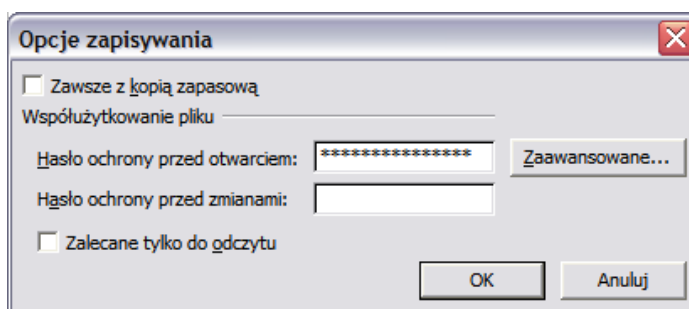 Opcje zapisywania
Zawsze z kopią zapasową
Współużytkowanie pliku
Hasło ochrony przed otwarciem: *************** Zaawansowane...
Hasło ochrony przed zmianami:
Zalecane tylko do odczytu
OK Anuluj